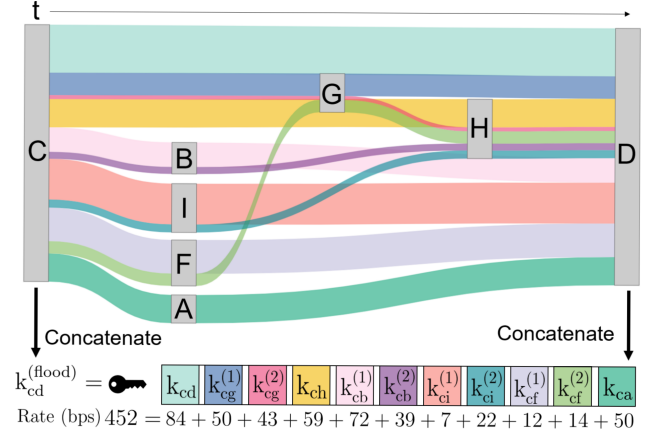 t
G
H
C
B
D
I
F
A
Concatenate
Concatenate
k_cd^(flood) = k_cd k_cg^(1) k_cg^(2) k_ch k_cb^(1) k_cb^(2) k_ci^(1) k_ci^(2) k_cf^(1) k_cf^(2) k_ca
Rate (bps) 452 = 84 + 50 + 43 + 59 + 72 + 39 + 7 + 22 + 12 + 14 + 50